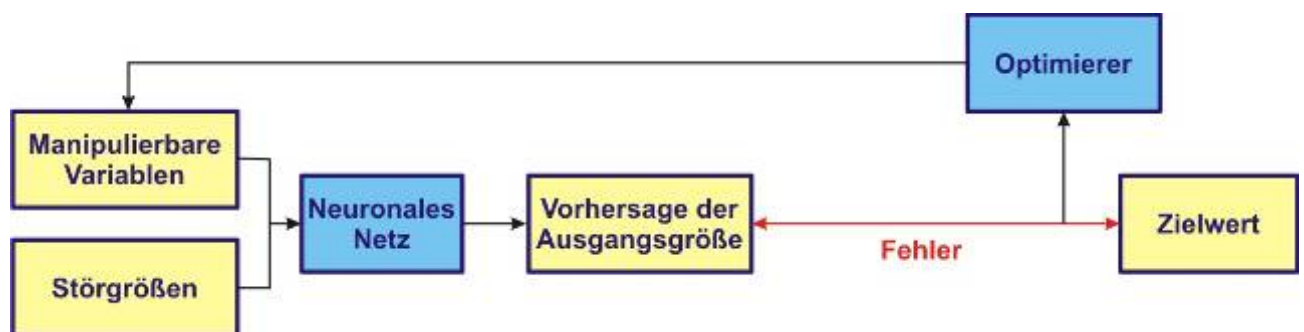 Optimierer
Manipulierbare
Variablen
Neuronales
Netz
Vorhersage der
Ausgangsgröße
Fehler
Zielwert
Störgrößen